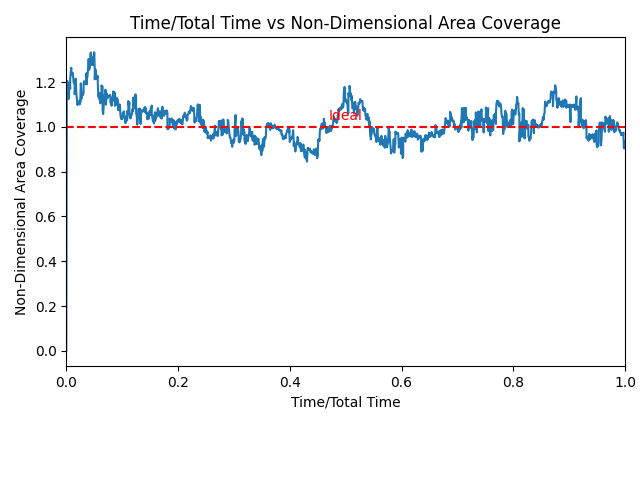 Time/Total Time vs Non-Dimensional Area Coverage
Non-Dimensional Area Coverage
1.2
1.0
0.8
0.6
0.4
0.2
0.0
Ideal
0.0 0.2 0.4 0.6 0.8 1.0
Time/Total Time